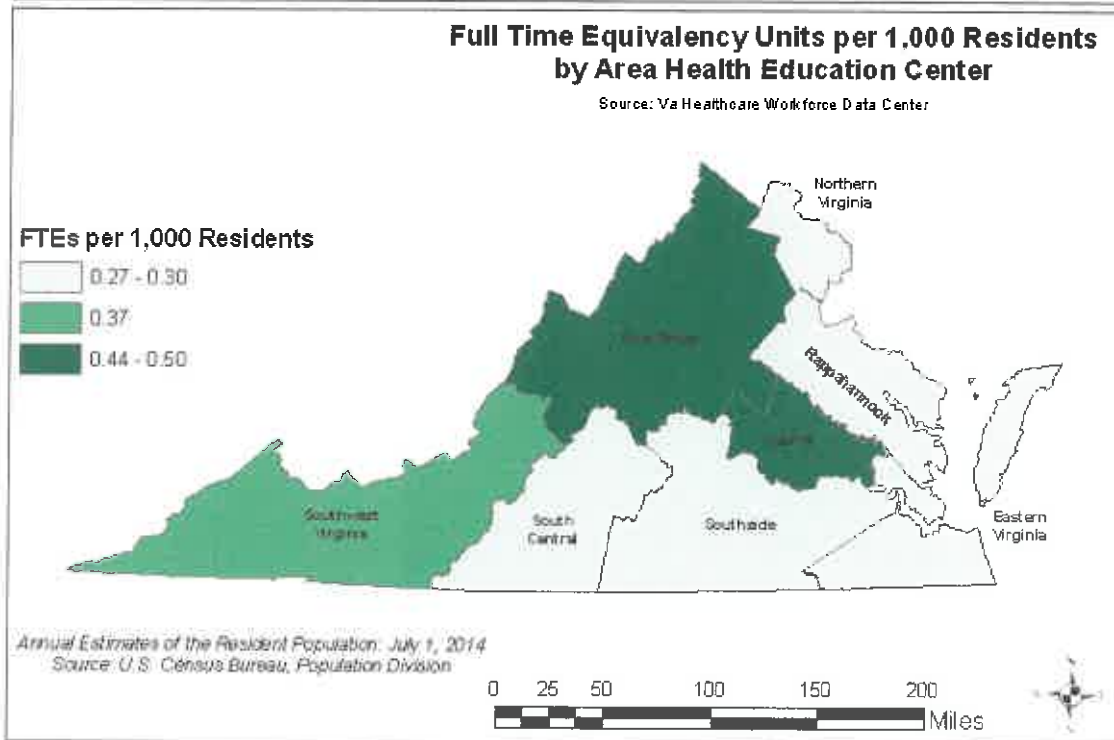 Full Time Equivalency Units per 1,000 Residents
by Area Health Education Center
Source: Va Healthcare Workforce Data Center
Northern
Virginia
FTEs per 1,000 Residents
0.27 - 0.30
0.37
0.44 - 0.50
Rappahannock
Southwest
Virginia
South
Central
Southside
Eastern
Virginia
Annual Estimates of the Resident Population: July 1, 2014
Source: U.S. Census Bureau, Population Division
0 25 50 100 150 200
Miles